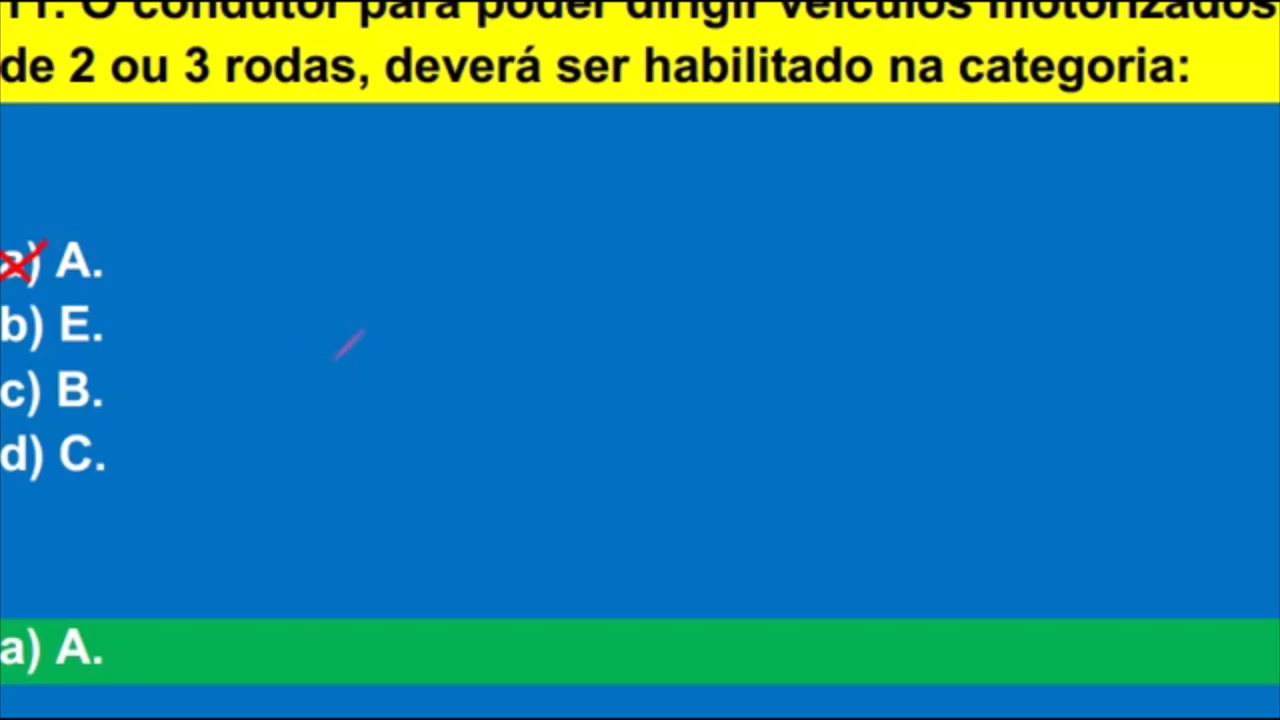 11. O condutor para poder dirigir veículos motorizados
de 2 ou 3 rodas, deverá ser habilitado na categoria:
a) A.
b) E.
c) B.
d) C.
a) A.